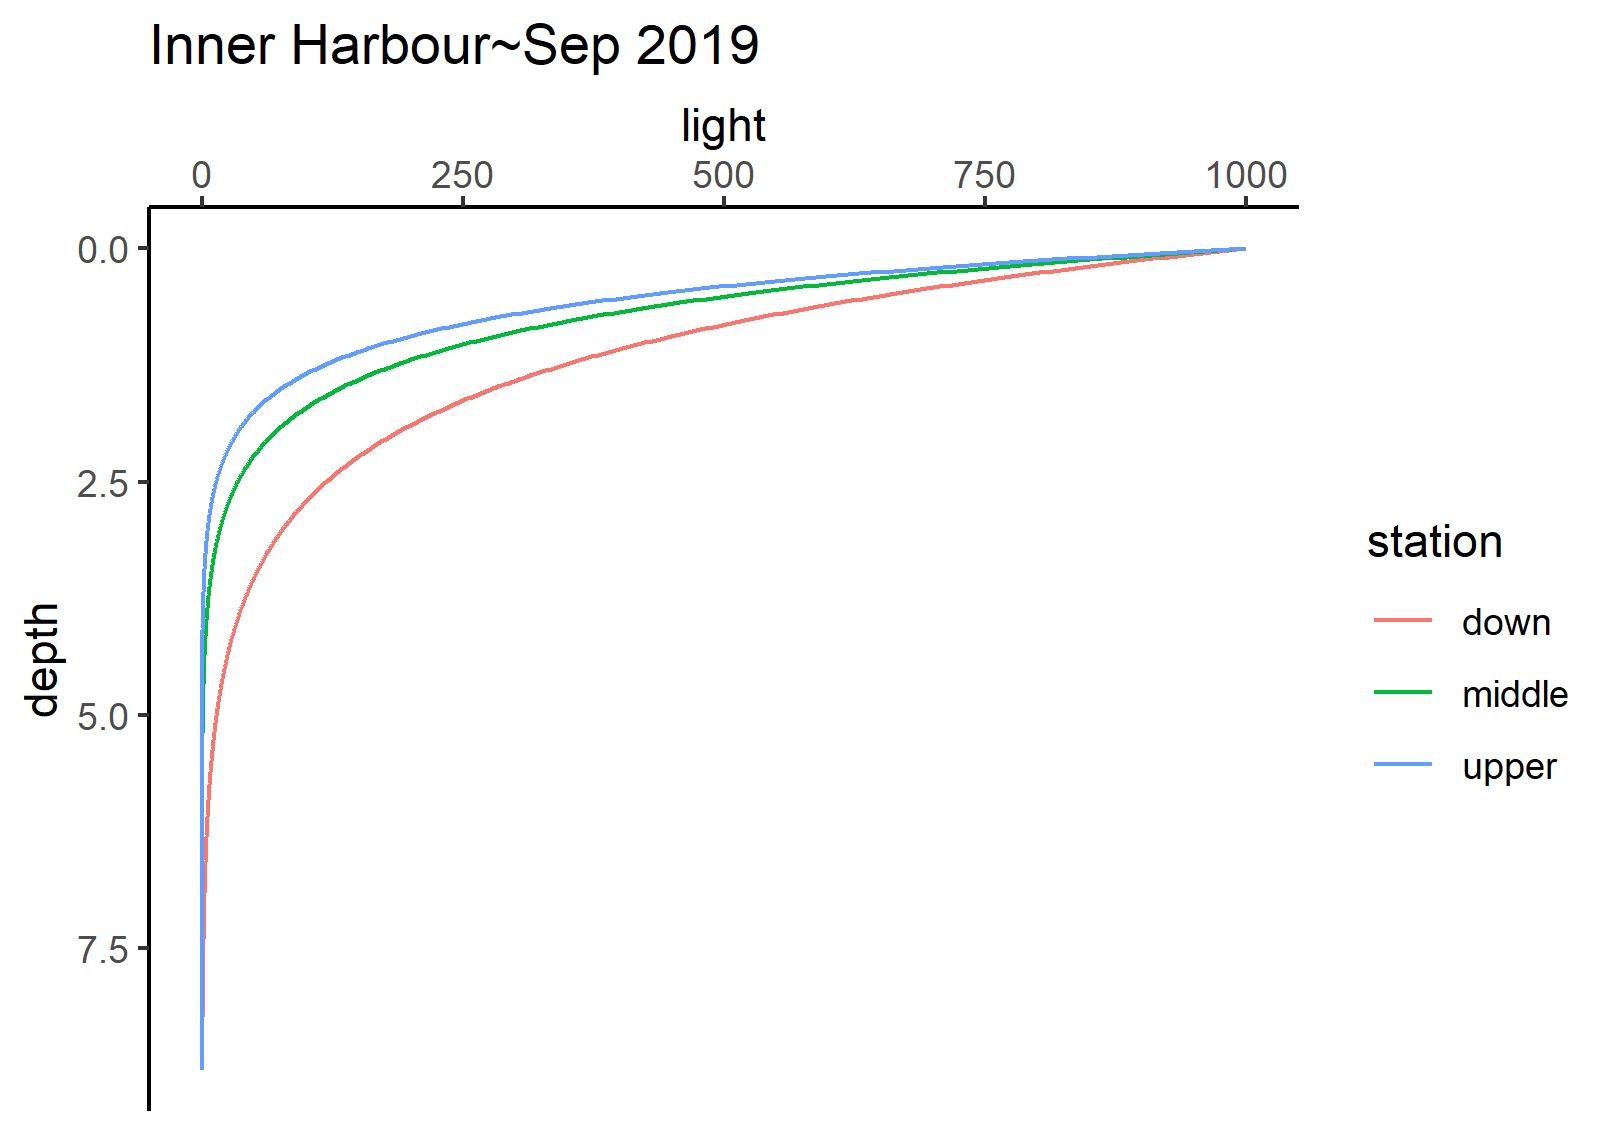 Inner Harbour~Sep 2019
light
0 250 500 750 1000
0.0
2.5
5.0
7.5
depth
station
down
middle
upper